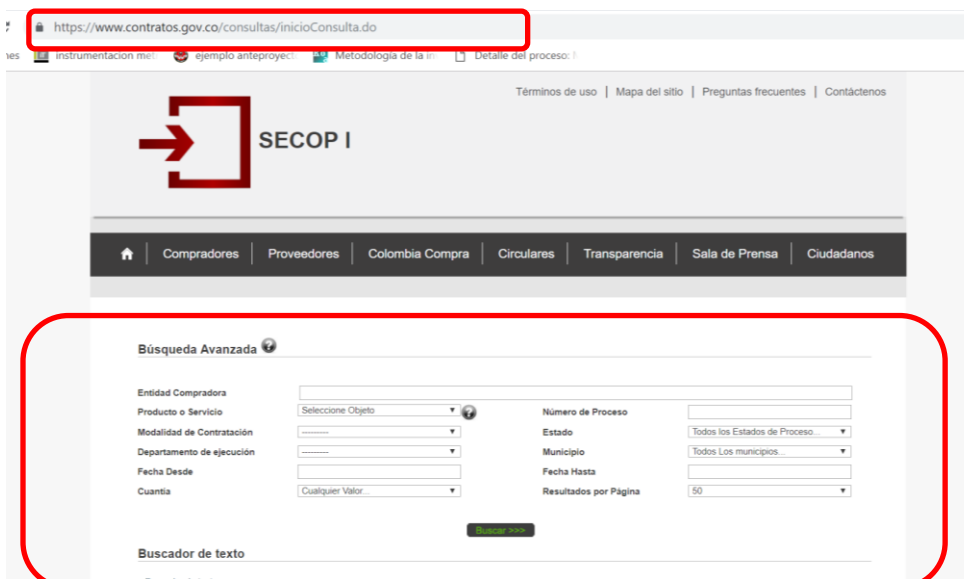 https://www.contratos.gov.co/consultas/inicioConsulta.do
nes instrumentacion met ejemplo anteproyect Metodología de la in Detalle del proceso:
Términos de uso | Mapa del sitio | Preguntas frecuentes | Contáctenos
SECOP I
Compradores | Proveedores | Colombia Compra | Circulares | Transparencia | Sala de Prensa | Ciudadanos
Búsqueda Avanzada
Entidad Compradora
Producto o Servicio Seleccione Objeto Número de Proceso
Modalidad de Contratación --------- Estado Todos los Estados de Proceso...
Departamento de ejecución --------- Municipio Todos Los municipios...
Fecha Desde Fecha Hasta
Cuantia Cualquier Valor... Resultados por Página 50
Buscar >>>
Buscador de texto